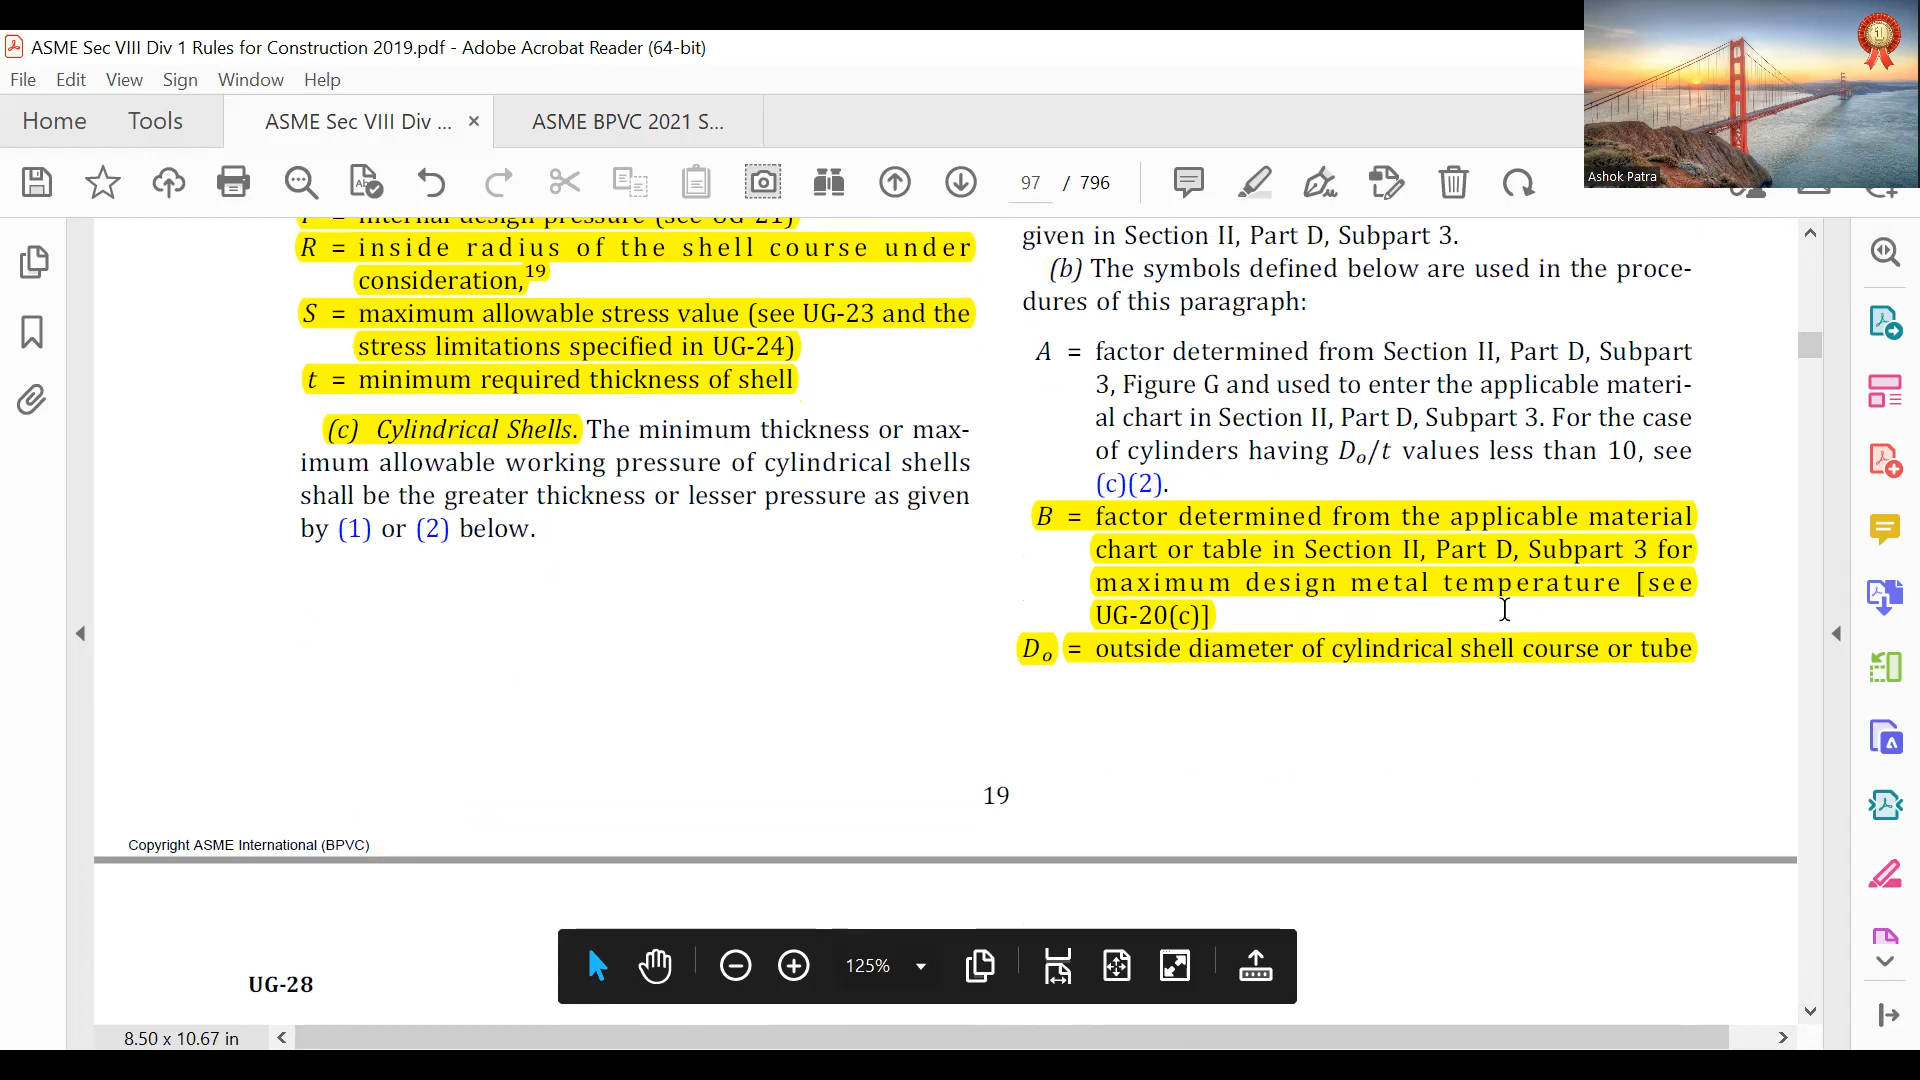 ASME Sec VIII Div 1 Rules for Construction 2019.pdf - Adobe Acrobat Reader (64-bit)
File Edit View Sign Window Help
Home Tools ASME Sec VIII Div ... × ASME BPVC 2021 S...
97 / 796
1
Ashok Patra
P = internal design pressure (see UG-21)
R = inside radius of the shell course under
consideration,19
S = maximum allowable stress value (see UG-23 and the
stress limitations specified in UG-24)
t = minimum required thickness of shell
(c) Cylindrical Shells. The minimum thickness or max-
imum allowable working pressure of cylindrical shells
shall be the greater thickness or lesser pressure as given
by (1) or (2) below.
given in Section II, Part D, Subpart 3.
(b) The symbols defined below are used in the proce-
dures of this paragraph:
A = factor determined from Section II, Part D, Subpart
3, Figure G and used to enter the applicable materi-
al chart in Section II, Part D, Subpart 3. For the case
of cylinders having Do/t values less than 10, see
(c)(2).
B = factor determined from the applicable material
chart or table in Section II, Part D, Subpart 3 for
maximum design metal temperature [see
UG-20(c)]
Do = outside diameter of cylindrical shell course or tube
19
Copyright ASME International (BPVC)
UG-28
125%
8.50 x 10.67 in